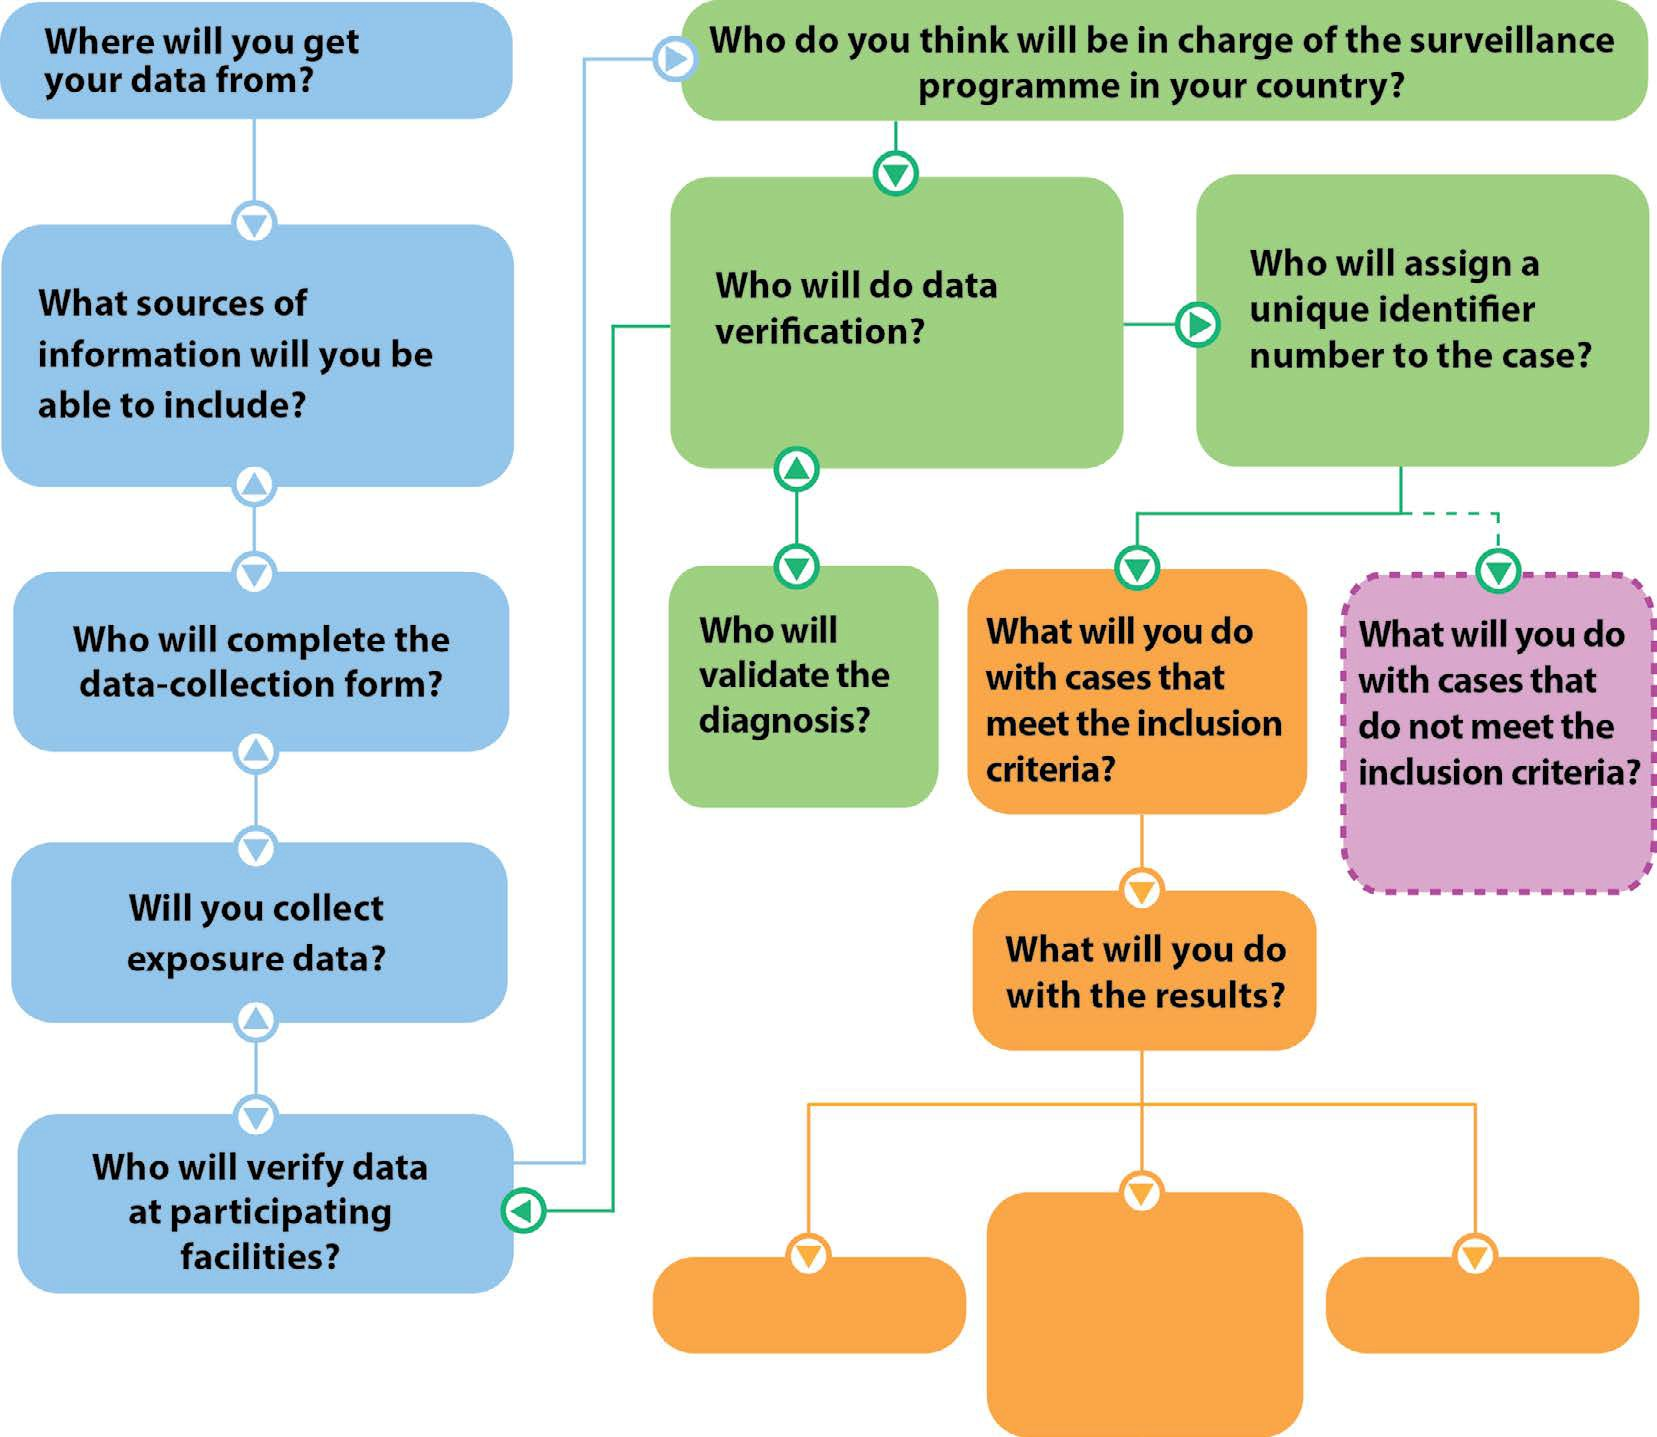 Where will you get
your data from?
What sources of
information will you be
able to include?
Who will complete the
data-collection form?
Will you collect
exposure data?
Who will verify data
at participating
facilities?
Who do you think will be in charge of the surveillance
programme in your country?
Who will do data
verification?
Who will assign a
unique identifier
number to the case?
Who will
validate the
diagnosis?
What will you do
with cases that
meet the inclusion
criteria?
What will you do
with cases that
do not meet the
inclusion criteria?
What will you do
with the results?